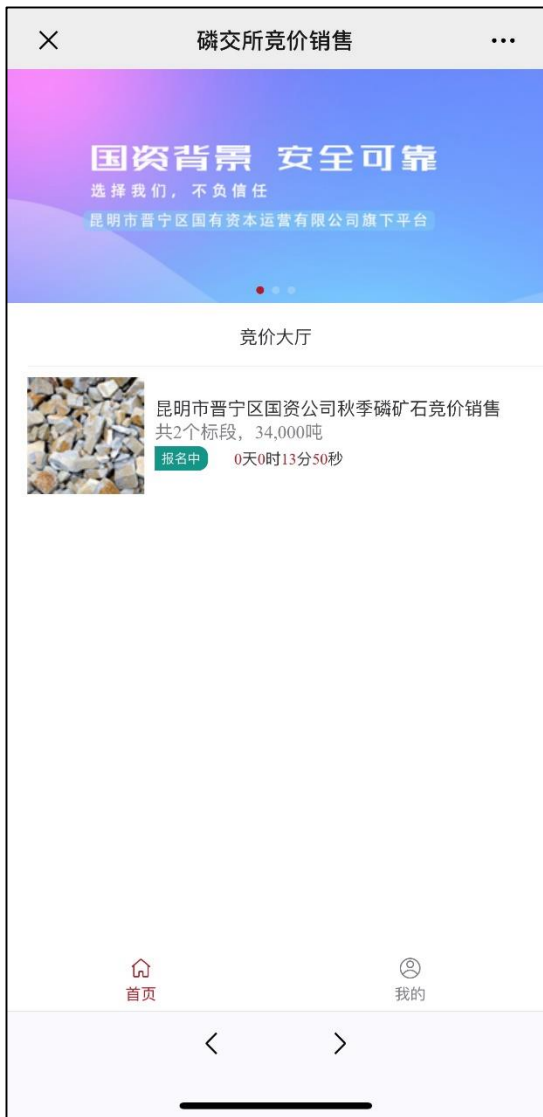 磷交所竞价销售
国资背景 安全可靠
选择我们，不负信任
昆明市晋宁区国有资本运营有限公司旗下平台
竞价大厅
昆明市晋宁区国资公司秋季磷矿石竞价销售
共2个标段，34,000吨
报名中 0天0时13分50秒
首页 我的